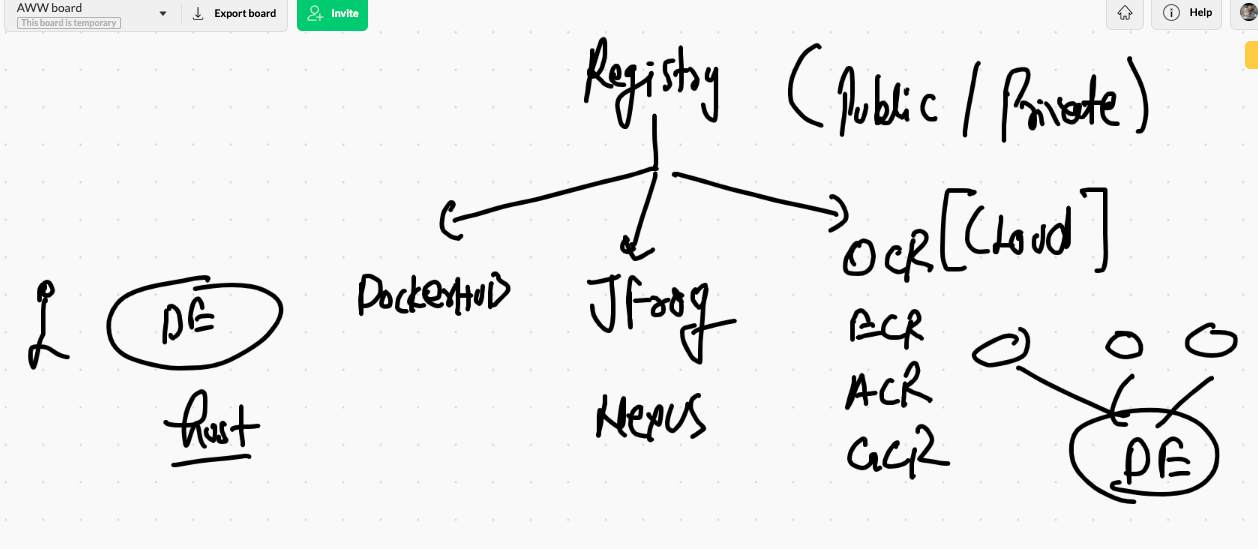 AWW board
This board is temporary
Export board
Invite
Help
Registry (Public / Private)
DockerHub
JFrog
Nexus
OCR [Cloud]
ECR
ACR
GCR
DE
host
DE